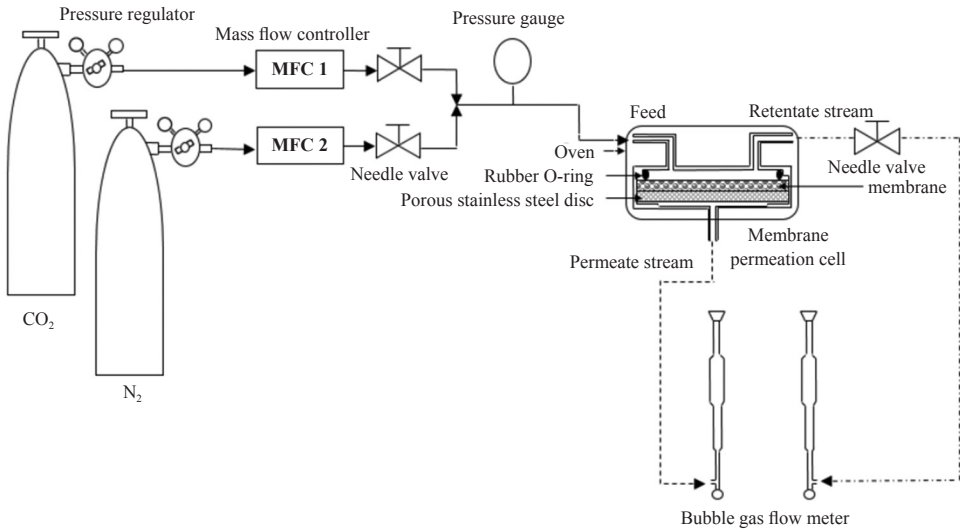 Pressure regulator
Mass flow controller
Pressure gauge
MFC 1
MFC 2
Needle valve
CO₂
N₂
Feed
Retentate stream
Oven
Rubber O-ring
Porous stainless steel disc
Needle valve
membrane
Membrane
permeation cell
Permeate stream
Bubble gas flow meter